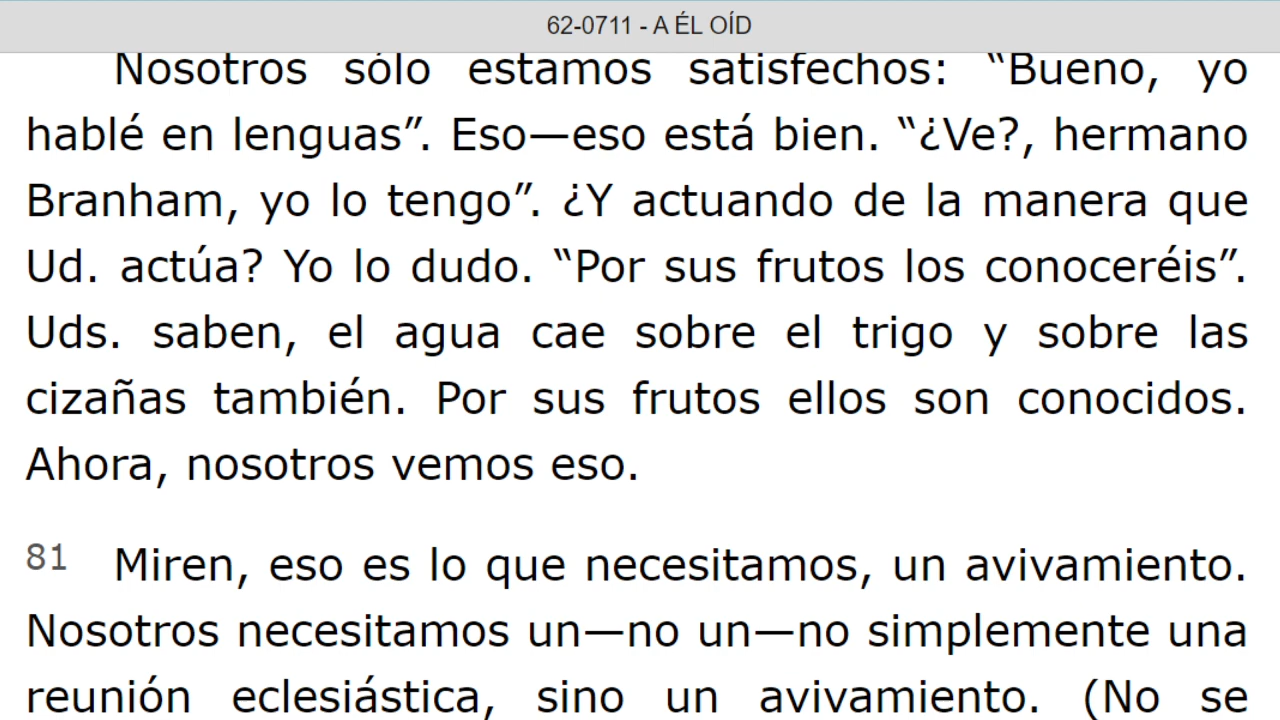 62-0711 - A ÉL OÍD
Nosotros sólo estamos satisfechos: “Bueno, yo
hablé en lenguas”. Eso—eso está bien. “¿Ve?, hermano
Branham, yo lo tengo”. ¿Y actuando de la manera que
Ud. actúa? Yo lo dudo. “Por sus frutos los conoceréis”.
Uds. saben, el agua cae sobre el trigo y sobre las
cizañas también. Por sus frutos ellos son conocidos.
Ahora, nosotros vemos eso.
81 Miren, eso es lo que necesitamos, un avivamiento.
Nosotros necesitamos un—no un—no simplemente una
reunión eclesiástica, sino un avivamiento. (No se